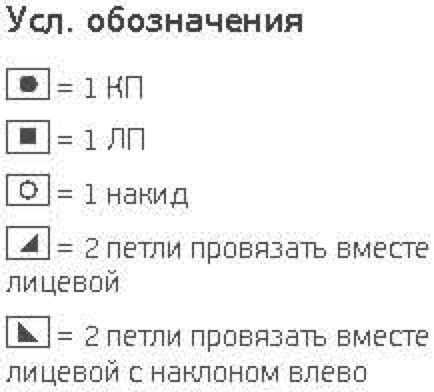 Усл. обозначения
● = 1 КП
■ = 1 ЛП
○ = 1 накид
◢ = 2 петли провязать вместе
лицевой
◣ = 2 петли провязать вместе
лицевой с наклоном влево